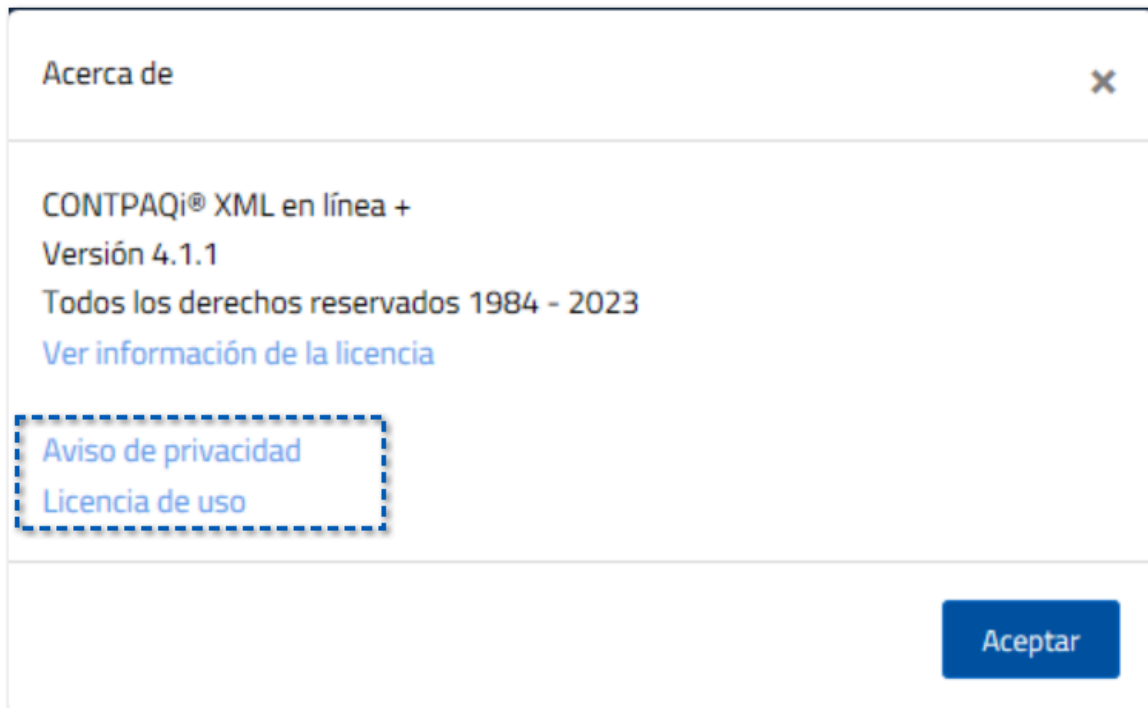 Acerca de
CONTPAQi® XML en línea +
Versión 4.1.1
Todos los derechos reservados 1984 - 2023
Ver información de la licencia
Aviso de privacidad
Licencia de uso
Aceptar